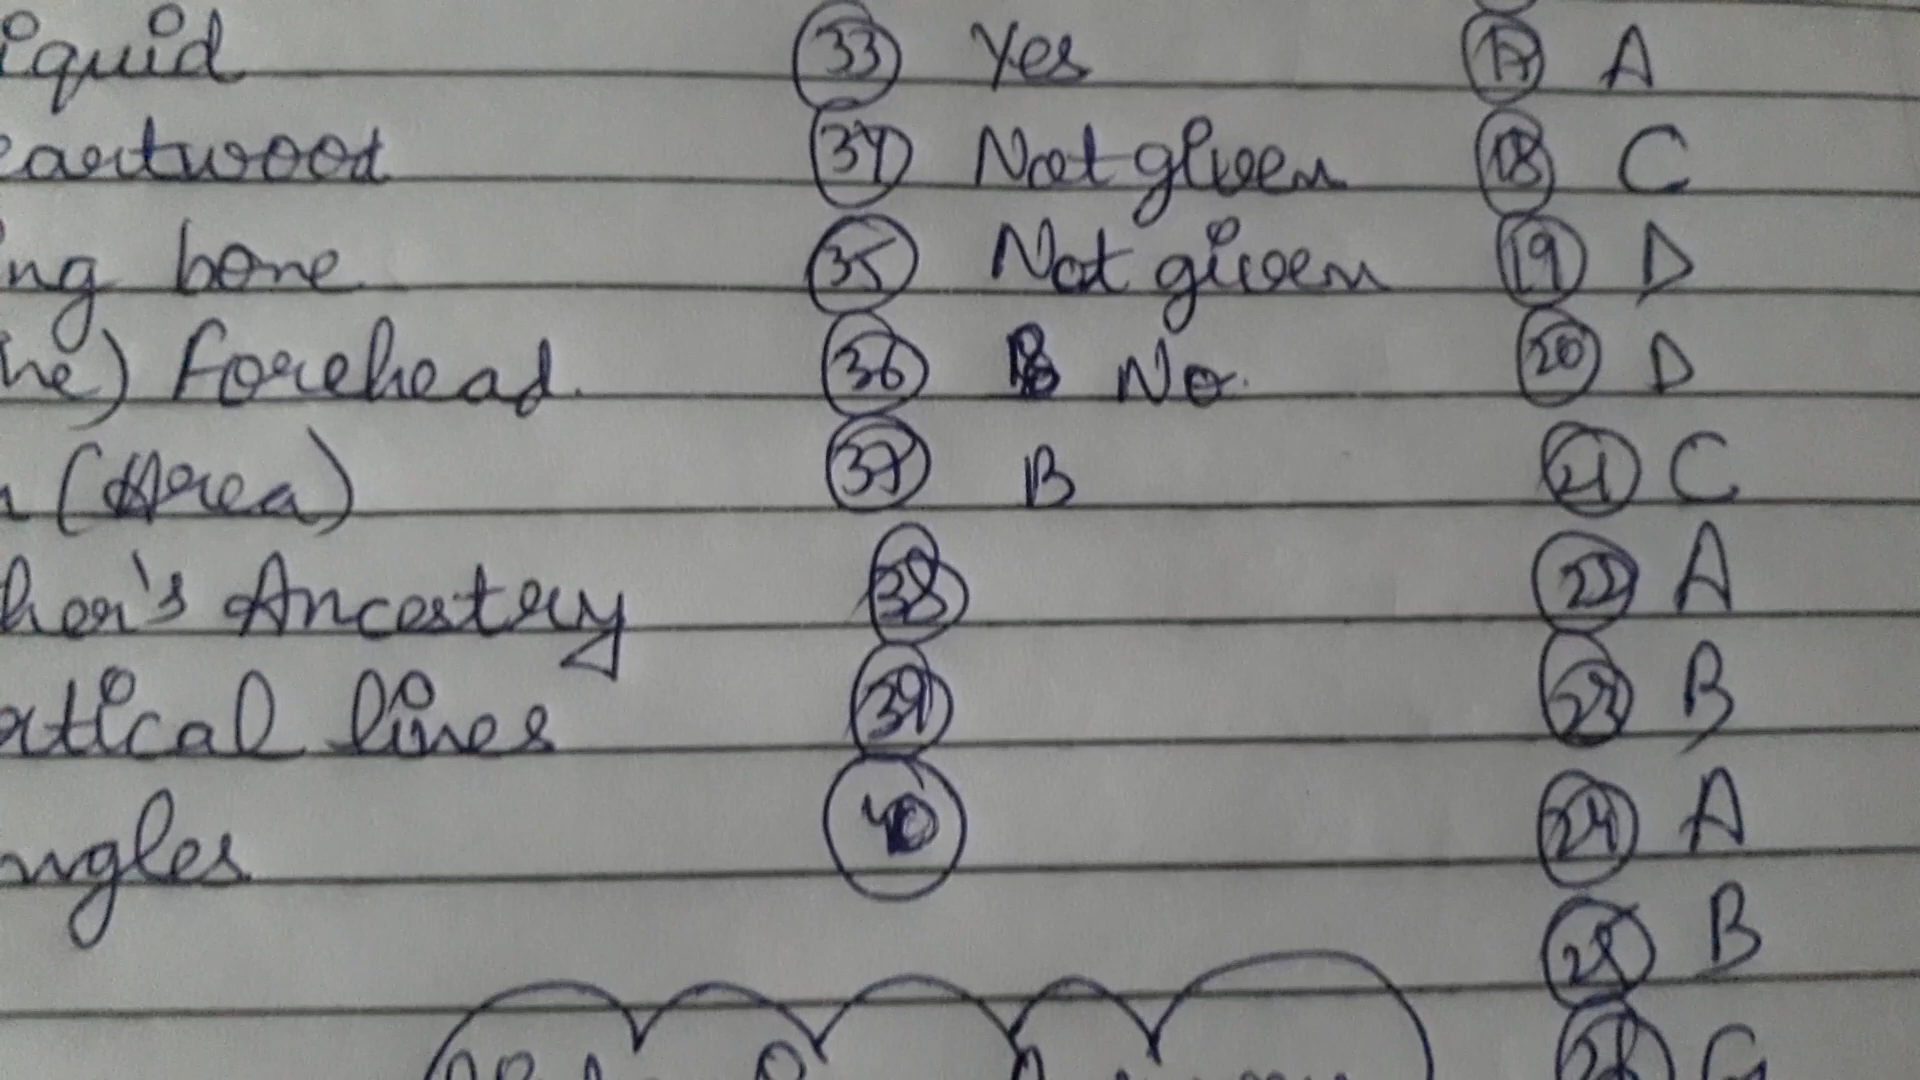 iquid
eartwood
ng bone
he) Forehead.
(Area)
her's Ancestry
rtical lines
ngles
33 Yes
34 Not given
35 Not given
36 No.
37 B
38
39
40
17 A
18 C
19 D
20 D
21 C
22 A
23 B
24 A
25 B